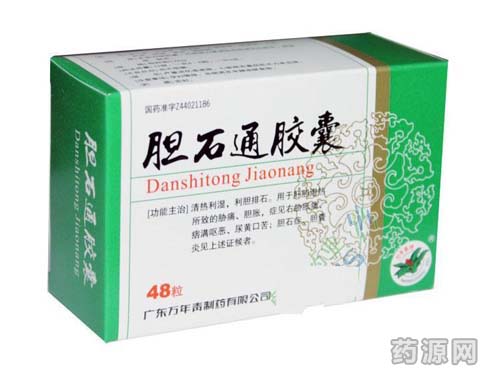 国药准字Z44021186
胆石通胶囊
Danshitong Jiaonang
[功能主治] 清热利湿，利胆排石。用于肝胆湿热
所致的胁痛、胆胀，症见右胁胀痛、
痞满呕恶、尿黄口苦；胆石症、胆囊
炎见上述证候者。
48粒
广东万年青制药有限公司
胆石通胶囊
Danshitong Jiaonang
药源网